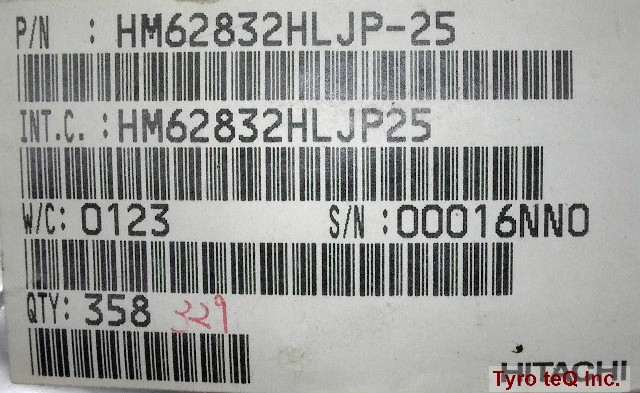 P/N : HM62832HLJP-25
INT.C. : HM62832HLJP25
W/C: 0123 S/N : 00016NN0
QTY: 358 329
HITACHI
Tyro teQ inc.